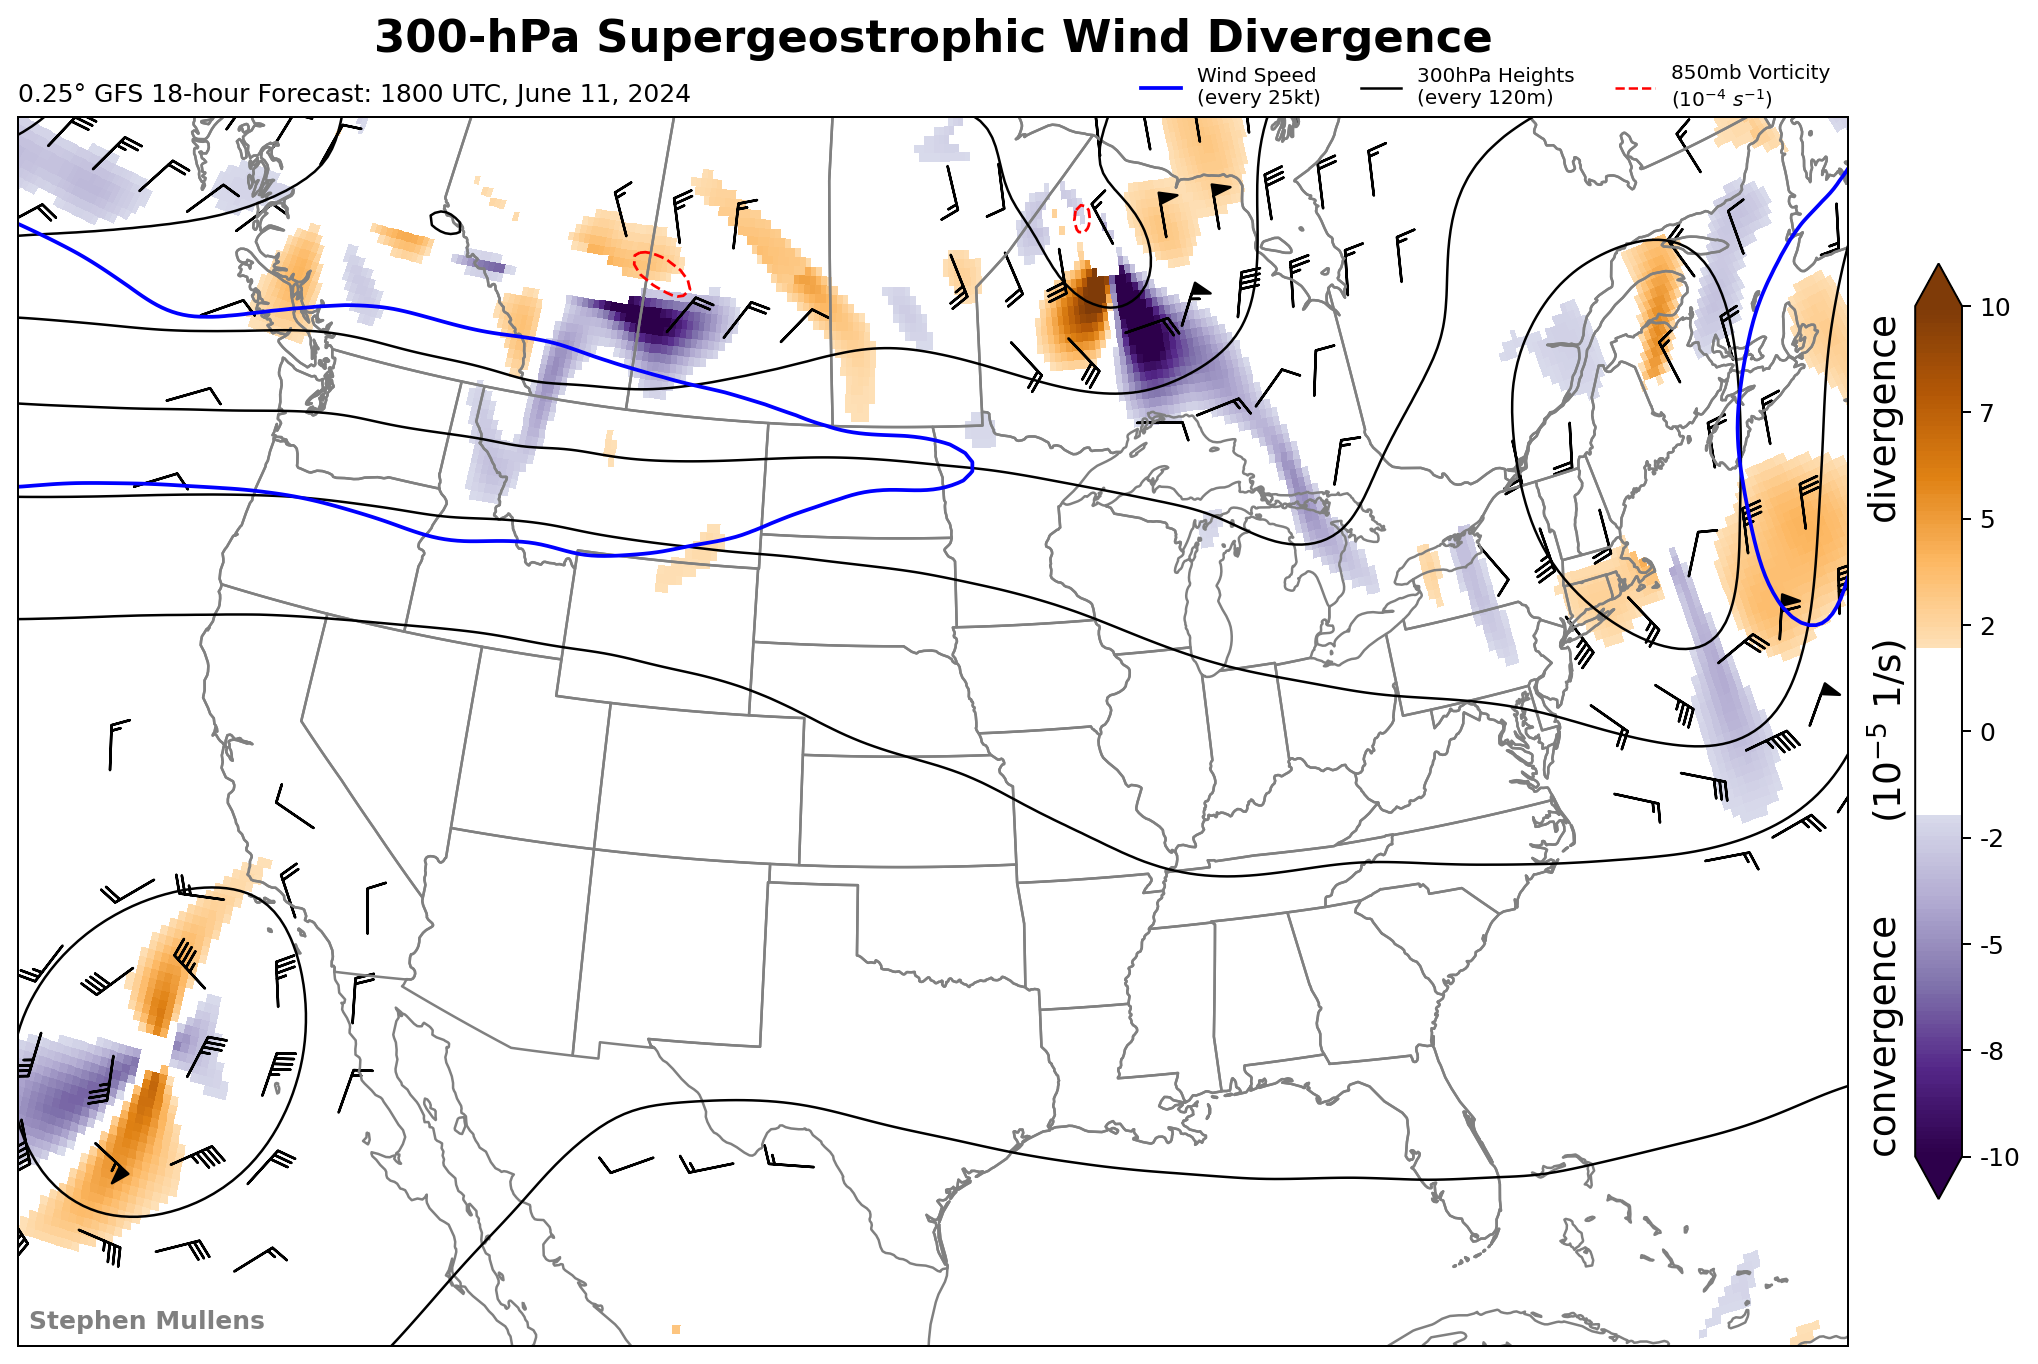 300-hPa Supergeostrophic Wind Divergence
0.25° GFS 18-hour Forecast: 1800 UTC, June 11, 2024
Wind Speed
(every 25kt)
300hPa Heights
(every 120m)
850mb Vorticity
(10⁻⁴ s⁻¹)
10
7
5
2
0
-2
-5
-8
-10
convergence (10⁻⁵ 1/s) divergence
Stephen Mullens